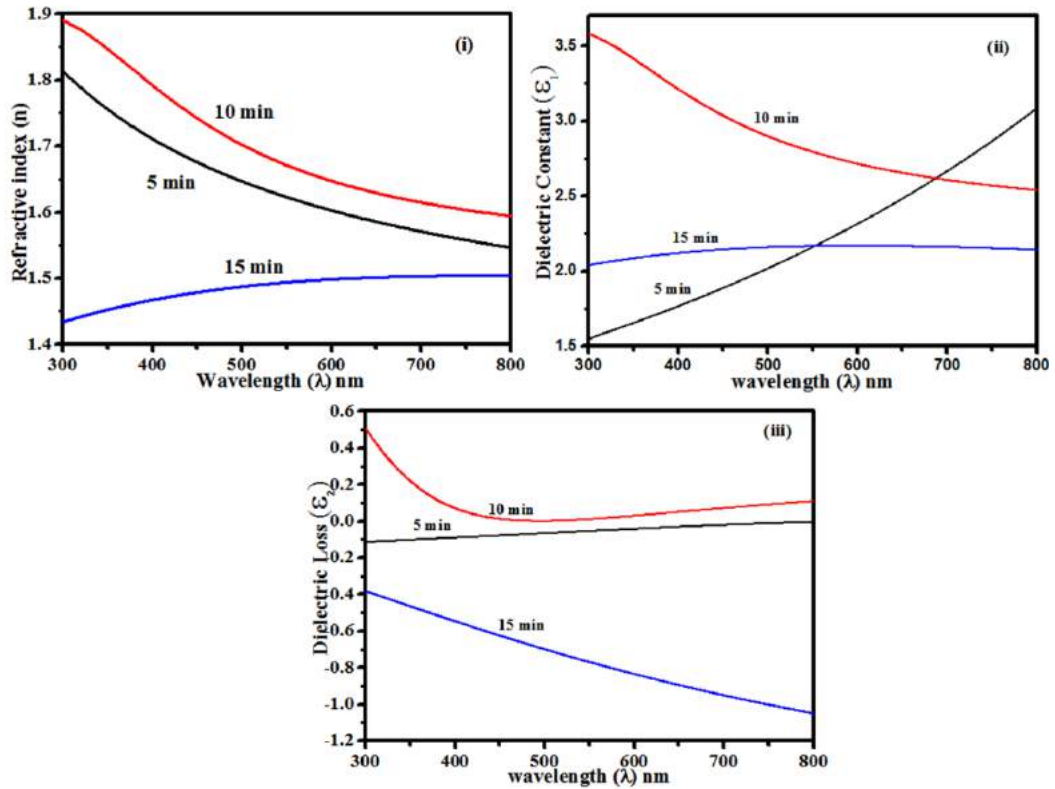 1.9
1.8
1.7
1.6
1.5
1.4
Refractive index (n)
(i)
10 min
5 min
15 min
300 400 500 600 700 800
Wavelength (λ) nm
3.5
3.0
2.5
2.0
1.5
Dielectric Constant (ε₁)
(ii)
10 min
15 min
5 min
300 400 500 600 700 800
wavelength (λ) nm
0.6
0.4
0.2
0.0
0.2
0.4
-0.6
-0.8
-1.0
-1.2
Dielectric Loss (ε₂)
(iii)
10 min
5 min
15 min
300 400 500 600 700 800
wavelength (λ) nm